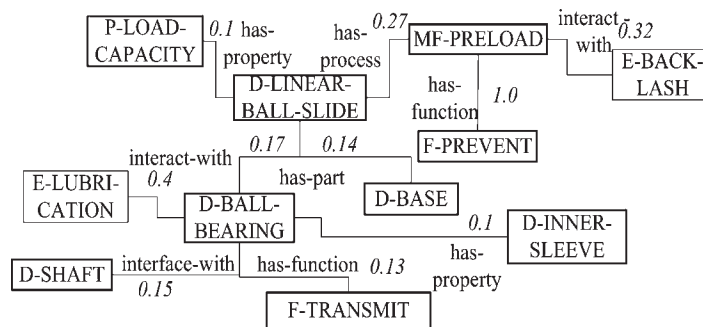 P-LOAD-
CAPACITY
0.1 has-
property
has-
process
0.27
MF-PRELOAD
interact-
with
0.32
E-BACK-
LASH
D-LINEAR-
BALL-SLIDE
has-
function
1.0
F-PREVENT
0.17
0.14
interact-with
0.4
has-part
E-LUBRI-
CATION
D-BALL-
BEARING
D-BASE
0.1
has-
property
D-INNER-
SLEEVE
D-SHAFT
interface-with
0.15
has-function
0.13
F-TRANSMIT